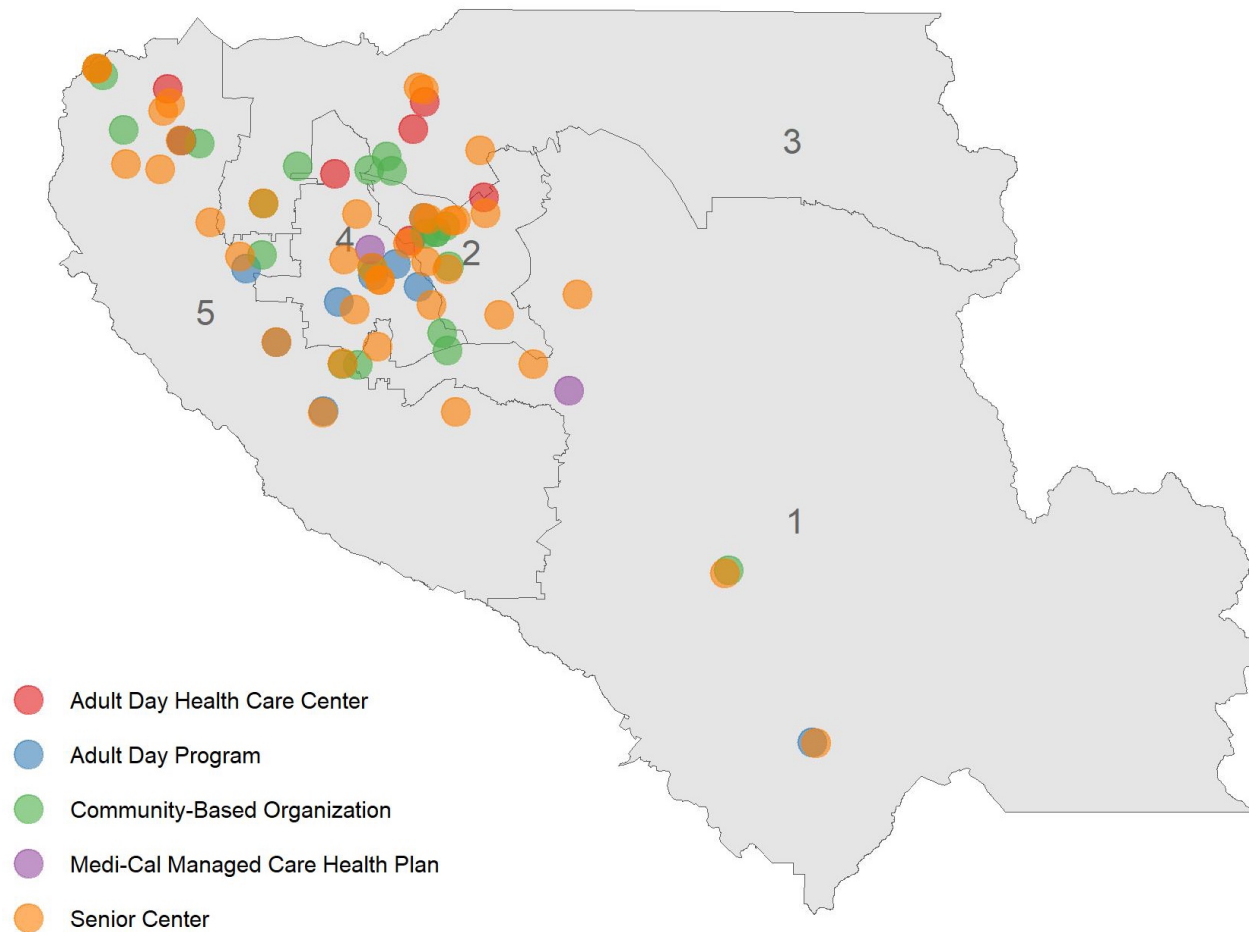 3
4
2
5
1
Adult Day Health Care Center
Adult Day Program
Community-Based Organization
Medi-Cal Managed Care Health Plan
Senior Center